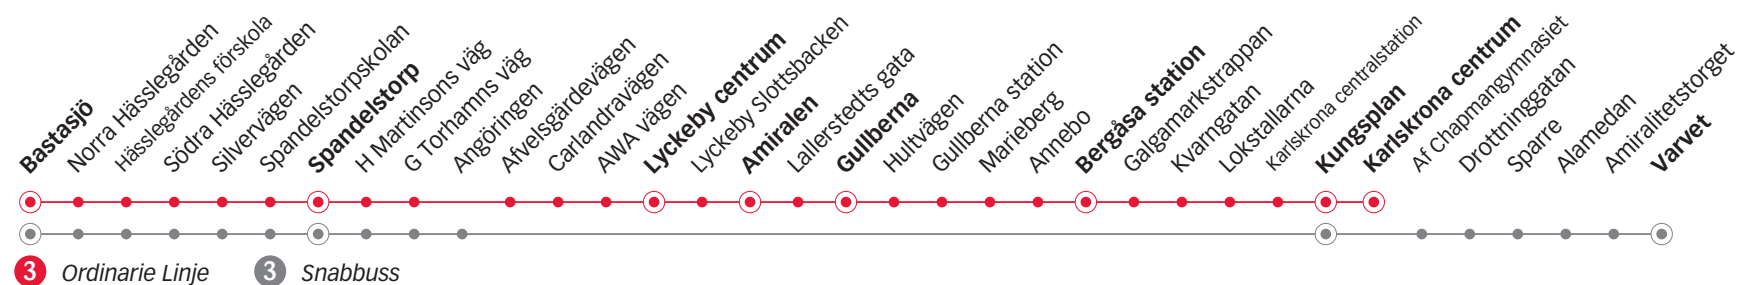 Bastasjö
Norra Hässlegården
Hässlegårdens förskola
Södra Hässlegården
Silvervägen
Spandelstorpskolan
Spandelstorp
H Martinsons väg
G Torhamns väg
Angöringen
Afvelsgärdevägen
Carlandravägen
AWA vägen
Lyckeby centrum
Lyckeby Slottsbacken
Amiralen
Lallerstedts gata
Gullberna
Hultvägen
Gullberna station
Marieberg
Annebo
Bergåsa station
Galgamarkstrappan
Kvarngatan
Lokstallarna
Karlskrona centralstation
Kungsplan
Karlskrona centrum
Af Chapmangymnasiet
Drottninggatan
Sparre
Alamedan
Amiralitetstorget
Varvet
3 Ordinarie Linje
3 Snabbuss